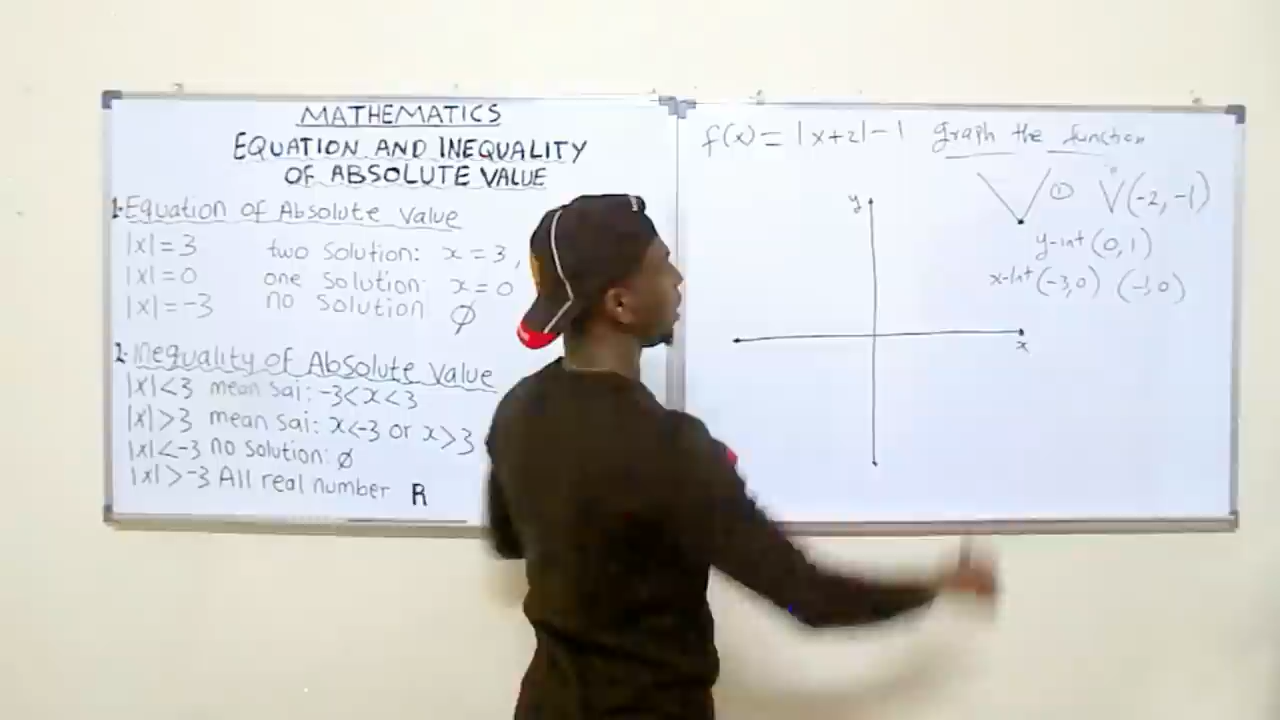 MATHEMATICS
EQUATION AND INEQUALITY
OF ABSOLUTE VALUE
1. Equation of Absolute Value
|x|=3 two solution: x=3,
|x|=0 one solution: x=0
|x|=-3 no solution ∅
2. Inequality of Absolute Value
|x|<3 mean sai: -3<x<3
|x|>3 mean sai: x<-3 or x>3
|x|<-3 no solution: ∅
|x|>-3 All real number R
f(x)=|x+2|-1 graph the function
① V(-2,-1)
y-int (0,1)
x-int (-3,0) (-1,0)
y
x